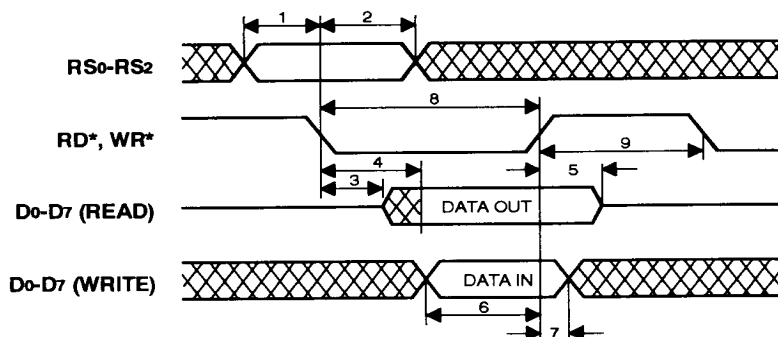 1 2
RS0-RS2
8
RD*, WR*
9
4 5
3
D0-D7 (READ) DATA OUT
D0-D7 (WRITE) DATA IN
6
7